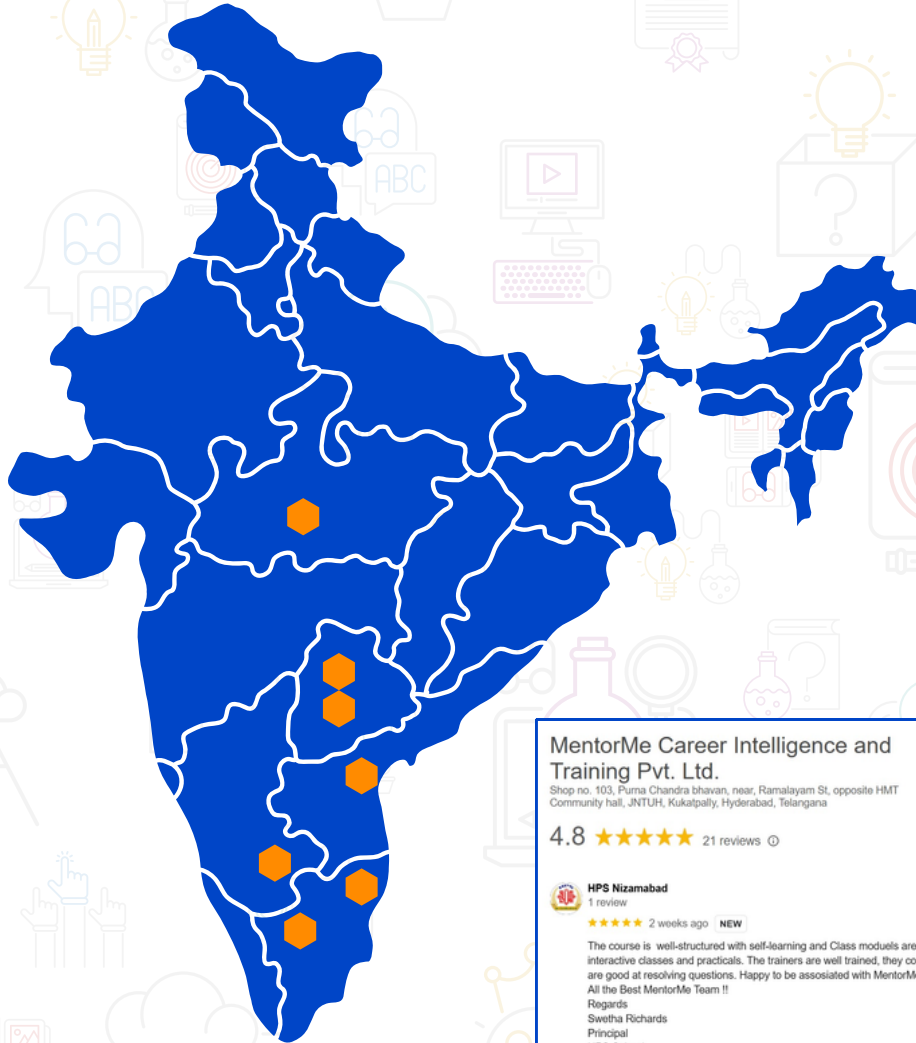 ABC
ABC
MentorMe Career Intelligence and
Training Pvt. Ltd.
Shop no. 103, Purna Chandra bhavan, near, Ramalayam St, opposite HMT
Community hall, JNTUH, Kukatpally, Hyderabad, Telangana
4.8 21 reviews
HPS Nizamabad
1 review
2 weeks ago NEW
The course is well-structured with self-learning and Class moduels are
interactive classes and practicals. The trainers are well trained, they
are good at resolving questions. Happy to be assosiated with
All the Best MentorMe Team !!
Regards
Swetha Richards
Principal